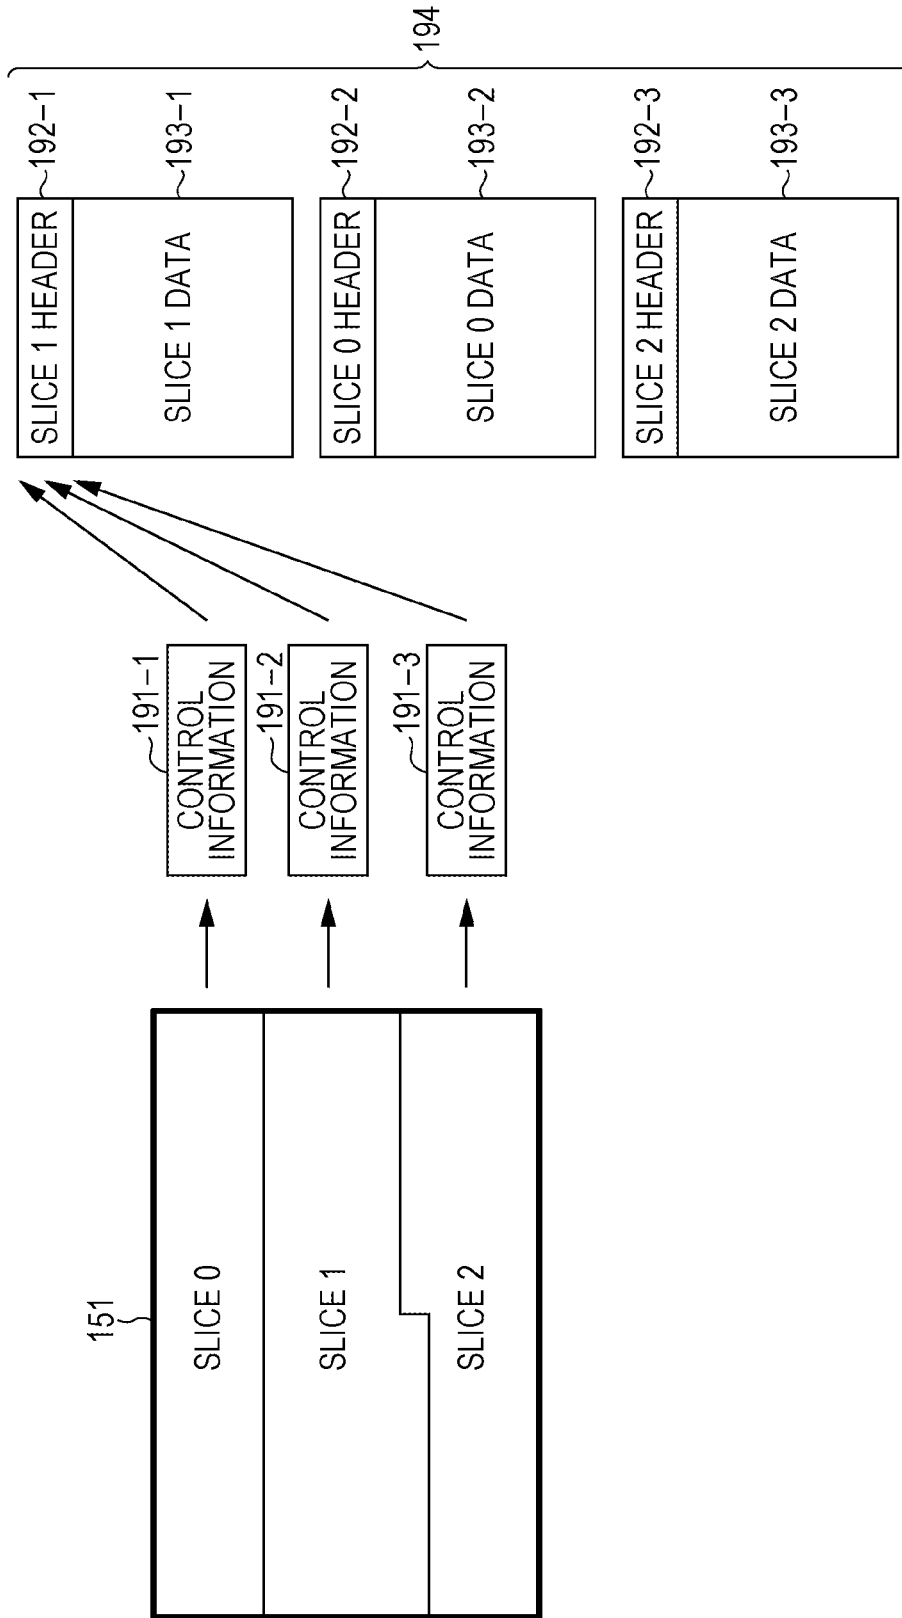 151
SLICE 0
SLICE 1
SLICE 2
191-1
CONTROL
INFORMATION
191-2
CONTROL
INFORMATION
191-3
CONTROL
INFORMATION
SLICE 1 HEADER
192-1
SLICE 1 DATA
193-1
SLICE 0 HEADER
192-2
SLICE 0 DATA
193-2
SLICE 2 HEADER
192-3
SLICE 2 DATA
193-3
194